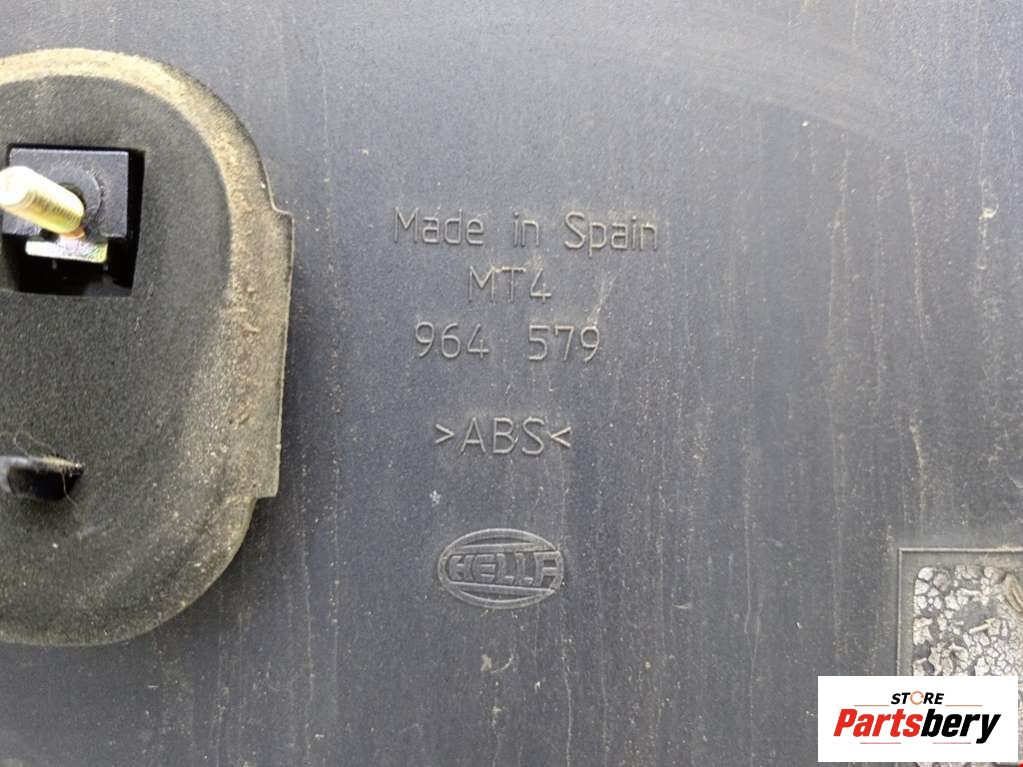 Made in Spain
MT4
964 579
>ABS<
HELLA
STORE
Partsbery